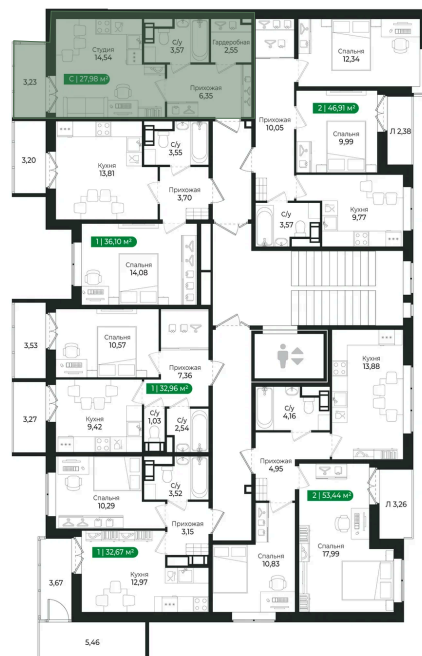 Студия
14,54
С/у
3,57
Гардеробная
2,55
С | 27,98 м²
Прихожая
6,35
3,23
Спальня
12,34
2 | 46,91 м²
Прихожая
10,05
Спальня
9,99
Л 2,38
3,20
Кухня
13,81
С/у
3,55
Прихожая
3,70
С/у
3,57
Кухня
9,77
1 | 36,10 м²
Спальня
14,08
3,53
Спальня
10,57
Прихожая
7,36
1 | 32,96 м²
3,27
Кухня
9,42
С/у
1,03
С/у
2,54
Кухня
13,88
С/у
4,16
Прихожая
4,95
Спальня
10,29
С/у
3,52
Прихожая
3,15
1 | 32,67 м²
Кухня
12,97
3,67
5,46
Спальня
10,83
2 | 53,44 м²
Спальня
17,99
Л 3,26